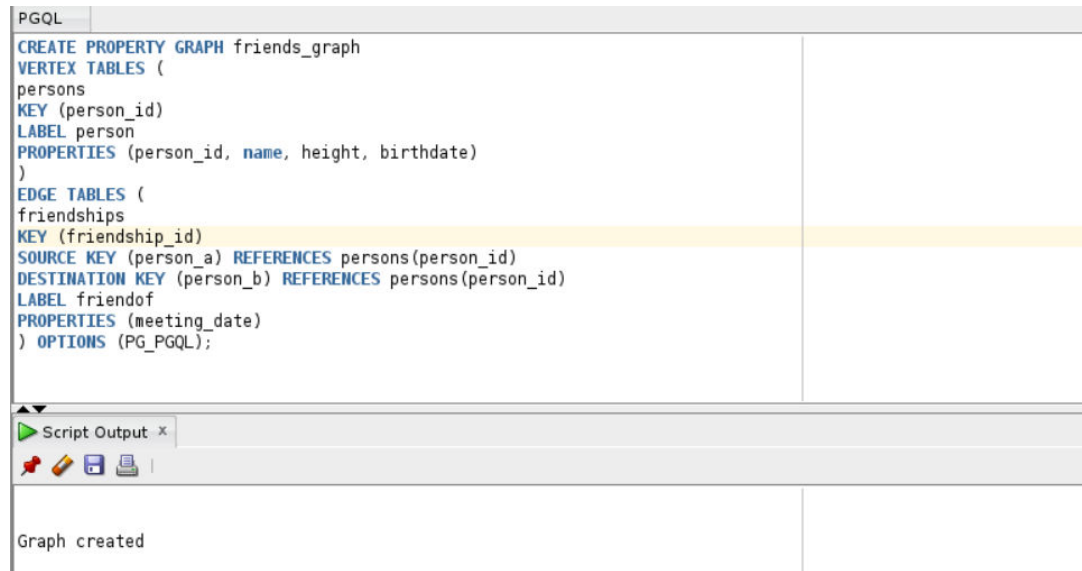 PGQL
CREATE PROPERTY GRAPH friends_graph
VERTEX TABLES (
persons
KEY (person_id)
LABEL person
PROPERTIES (person_id, name, height, birthdate)
)
EDGE TABLES (
friendships
KEY (friendship_id)
SOURCE KEY (person_a) REFERENCES persons(person_id)
DESTINATION KEY (person_b) REFERENCES persons(person_id)
LABEL friendof
PROPERTIES (meeting_date)
) OPTIONS (PG_PGQL);
Script Output x
Graph created